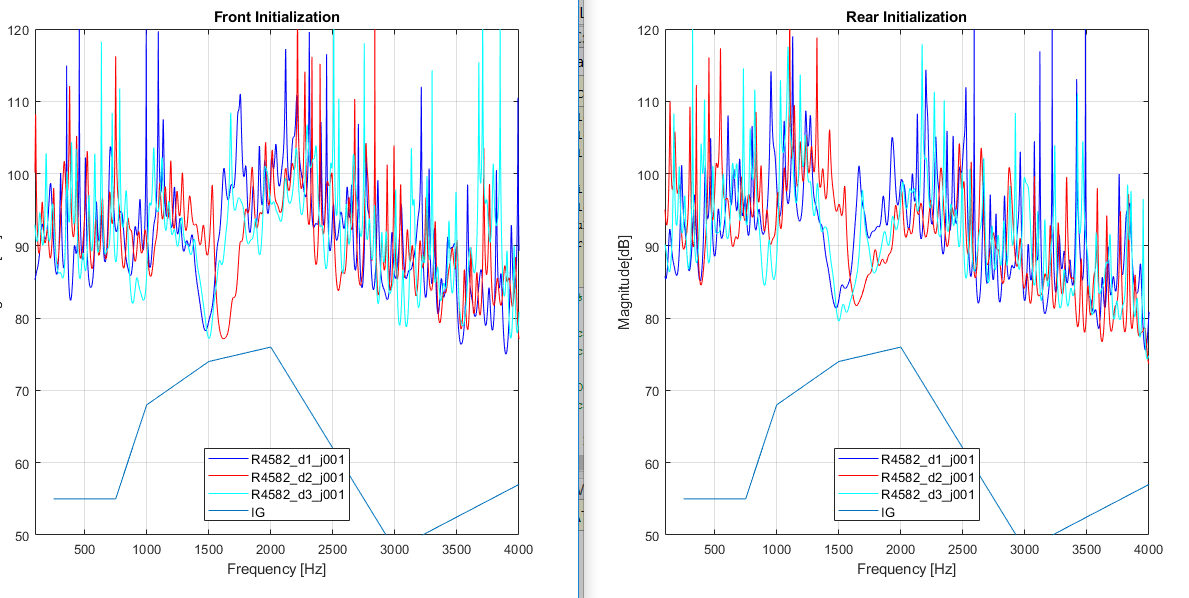 Front Initialization
120
110
100
90
80
70
60
50
500
1000
1500
2000
2500
3000
3500
4000
Frequency [Hz]
R4582_d1_j001
R4582_d2_j001
R4582_d3_j001
IG
Rear Initialization
Magnitude[dB]
120
110
100
90
80
70
60
50
500
1000
1500
2000
2500
3000
3500
4000
Frequency [Hz]
R4582_d1_j001
R4582_d2_j001
R4582_d3_j001
IG